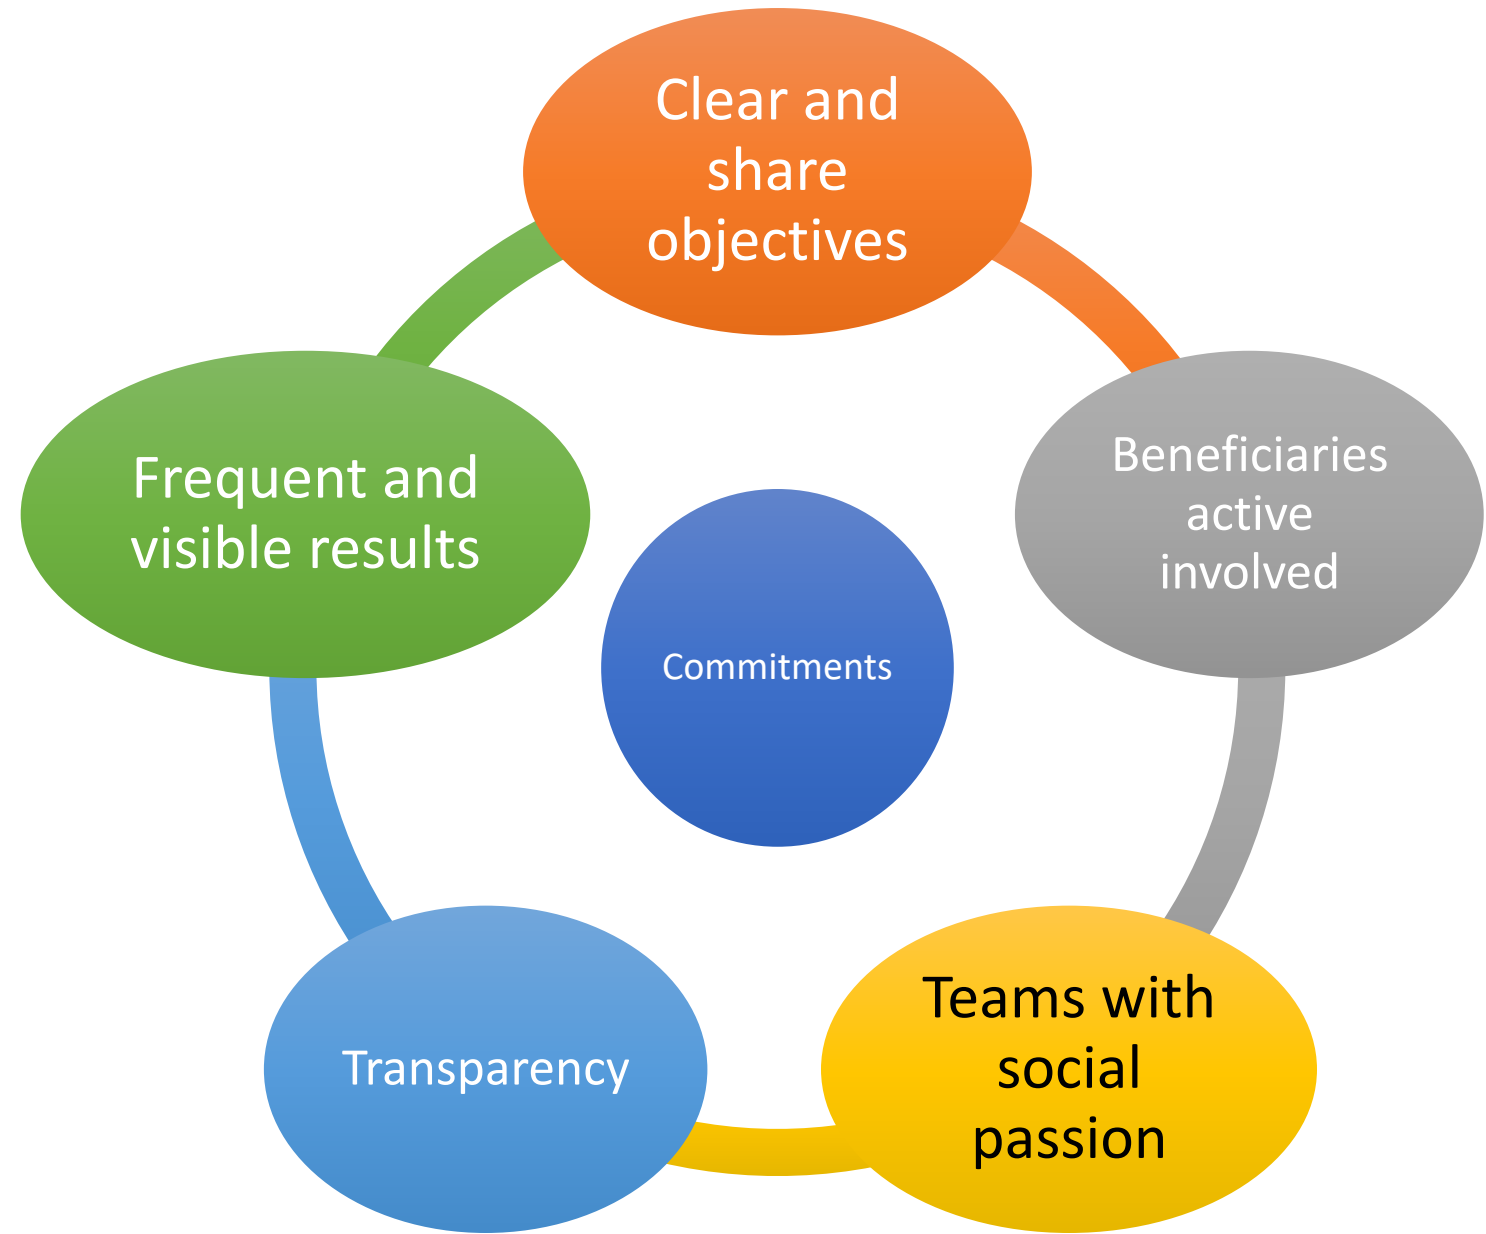 Clear and
share
objectives
Beneficiaries
active
involved
Teams with
social
passion
Transparency
Frequent and
visible results
Commitments